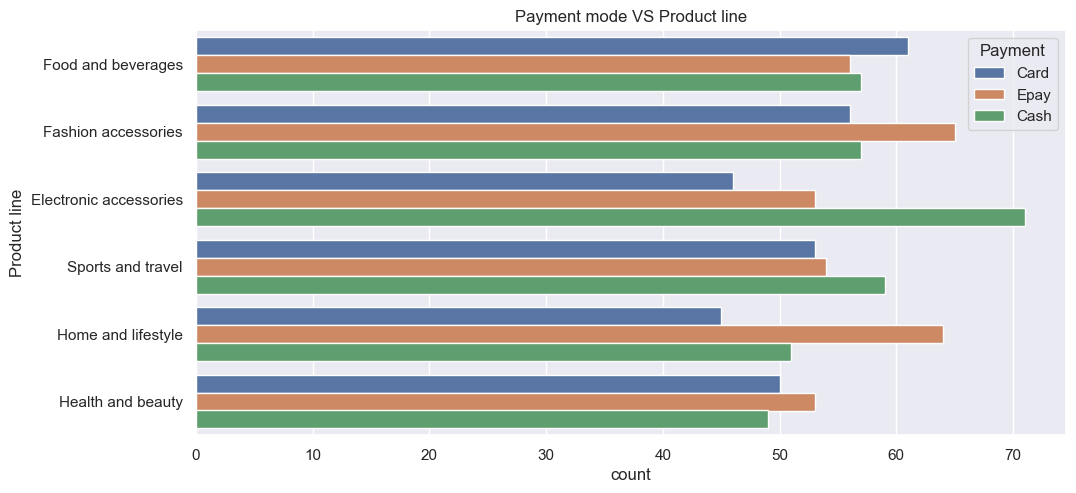 Payment mode VS Product line
Payment
Card
Epay
Cash
Product line
Food and beverages
Fashion accessories
Electronic accessories
Sports and travel
Home and lifestyle
Health and beauty
0 10 20 30 40 50 60 70
count